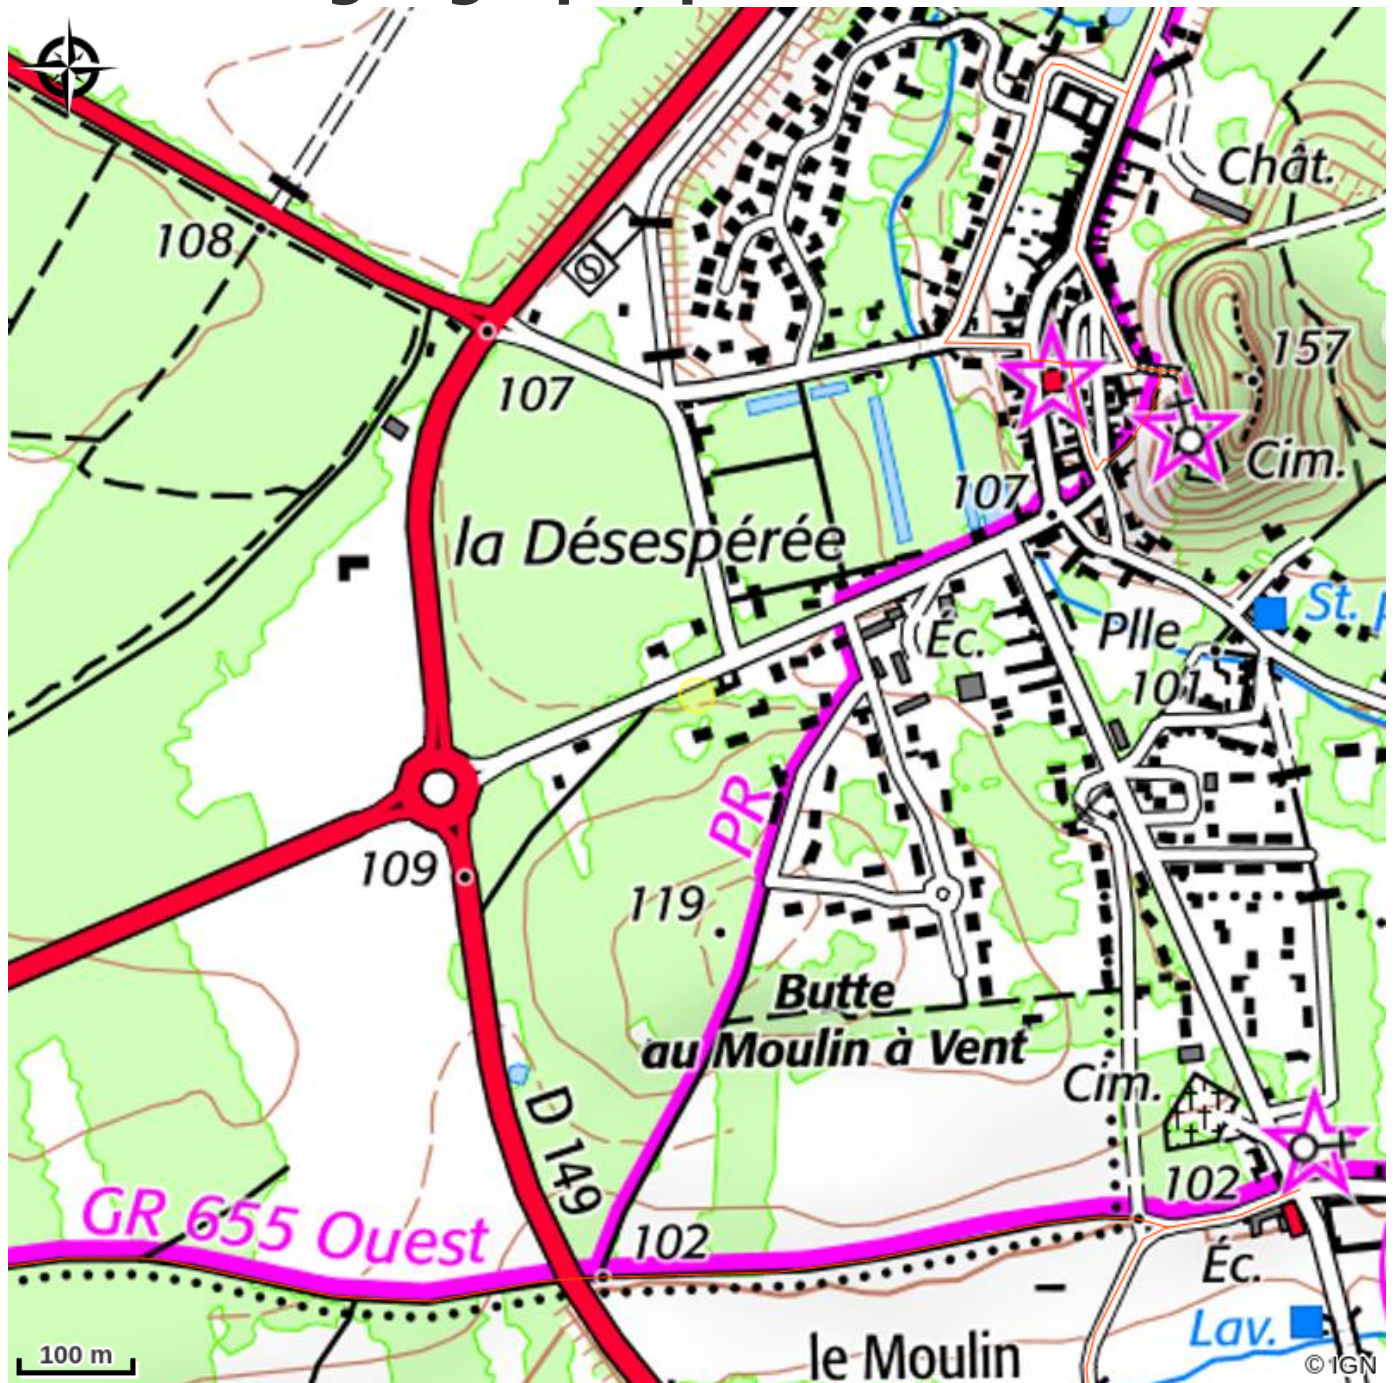 Chât.
108
157
107
Cim.
107
la Désespérée
St. p
Plle
Éc.
101
PR
109
119
Butte
au Moulin à Vent
Cim.
D 149
102
GR 655 Ouest
102
Éc.
Lav.
le Moulin
100 m
© IGN